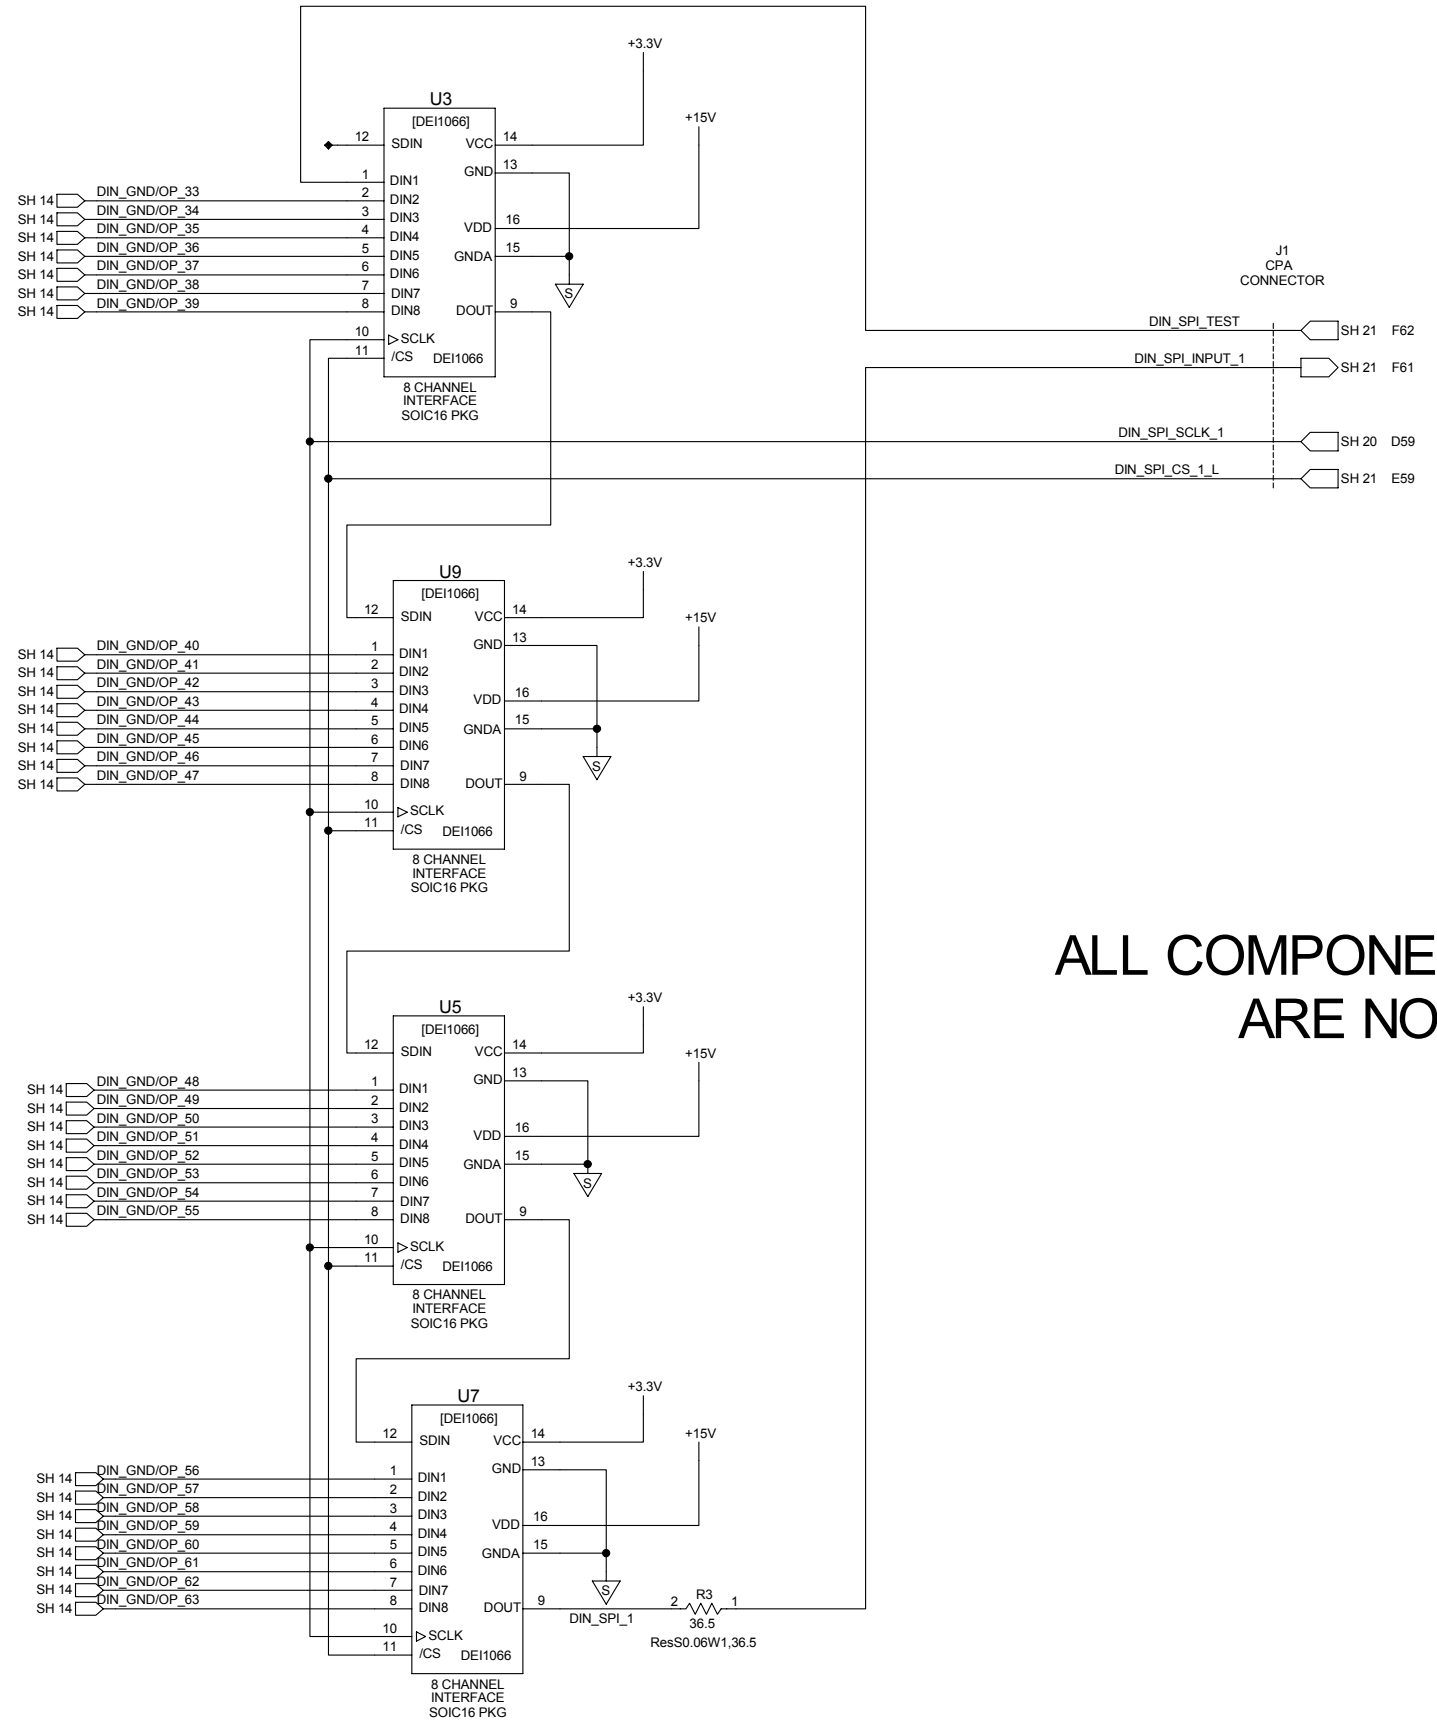 +3.3V
U3
[DEI1066]
+15V
12 SDIN VCC 14
GND 13
1 DIN1
SH 14 DIN_GND/OP_33 2 DIN2
SH 14 DIN_GND/OP_34 3 DIN3
VDD 16
SH 14 DIN_GND/OP_35 4 DIN4
SH 14 DIN_GND/OP_36 5 DIN5 GNDA 15
SH 14 DIN_GND/OP_37 6 DIN6
SH 14 DIN_GND/OP_38 7 DIN7
SH 14 DIN_GND/OP_39 8 DIN8 DOUT 9
S
10 SCLK
11 /CS DEI1066
8 CHANNEL
INTERFACE
SOIC16 PKG
J1
CPA
CONNECTOR
DIN_SPI_TEST SH 21 F62
DIN_SPI_INPUT_1 SH 21 F61
DIN_SPI_SCLK_1 SH 20 D59
DIN_SPI_CS_1_L SH 21 E59
+3.3V
U9
[DEI1066]
+15V
12 SDIN VCC 14
GND 13
SH 14 DIN_GND/OP_40 1 DIN1
SH 14 DIN_GND/OP_41 2 DIN2
SH 14 DIN_GND/OP_42 3 DIN3
VDD 16
SH 14 DIN_GND/OP_43 4 DIN4
SH 14 DIN_GND/OP_44 5 DIN5 GNDA 15
SH 14 DIN_GND/OP_45 6 DIN6
SH 14 DIN_GND/OP_46 7 DIN7
SH 14 DIN_GND/OP_47 8 DIN8 DOUT 9
S
10 SCLK
11 /CS DEI1066
8 CHANNEL
INTERFACE
SOIC16 PKG
ALL COMPONE
ARE NO
+3.3V
U5
[DEI1066]
+15V
12 SDIN VCC 14
GND 13
SH 14 DIN_GND/OP_48 1 DIN1
SH 14 DIN_GND/OP_49 2 DIN2
SH 14 DIN_GND/OP_50 3 DIN3
VDD 16
SH 14 DIN_GND/OP_51 4 DIN4
SH 14 DIN_GND/OP_52 5 DIN5 GNDA 15
SH 14 DIN_GND/OP_53 6 DIN6
SH 14 DIN_GND/OP_54 7 DIN7
SH 14 DIN_GND/OP_55 8 DIN8 DOUT 9
S
10 SCLK
11 /CS DEI1066
8 CHANNEL
INTERFACE
SOIC16 PKG
+3.3V
U7
[DEI1066]
+15V
12 SDIN VCC 14
GND 13
SH 14 DIN_GND/OP_56 1 DIN1
SH 14 DIN_GND/OP_57 2 DIN2
SH 14 DIN_GND/OP_58 3 DIN3
VDD 16
SH 14 DIN_GND/OP_59 4 DIN4
SH 14 DIN_GND/OP_60 5 DIN5 GNDA 15
SH 14 DIN_GND/OP_61 6 DIN6
SH 14 DIN_GND/OP_62 7 DIN7
SH 14 DIN_GND/OP_63 8 DIN8 DOUT 9
S
DIN_SPI_1
2 R3 1
36.5
ResS0.06W1,36.5
10 SCLK
11 /CS DEI1066
8 CHANNEL
INTERFACE
SOIC16 PKG